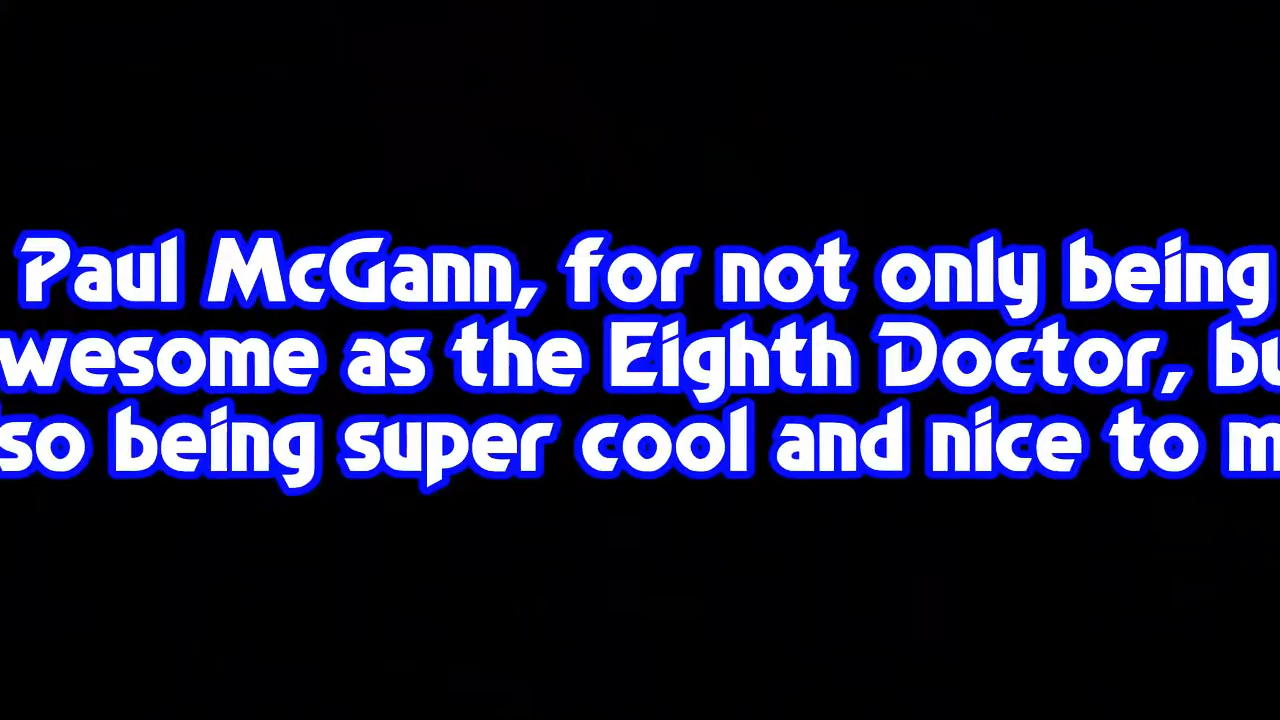 Paul McGann, for not only being
wesome as the Eighth Doctor, bu
so being super cool and nice to m